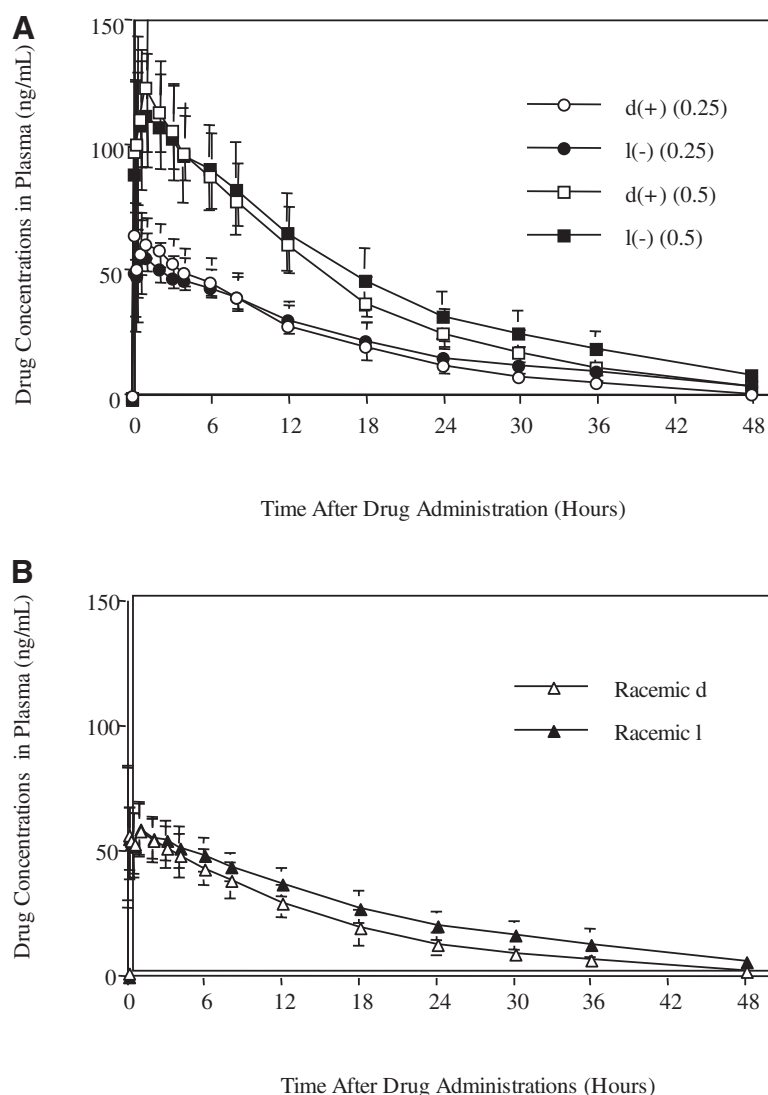 A
150
100
50
0
Drug Concentrations in Plasma (ng/mL)
d(+) (0.25)
l(-) (0.25)
d(+) (0.5)
l(-) (0.5)
0 6 12 18 24 30 36 42 48
Time After Drug Administration (Hours)
B
150
100
50
0
Drug Concentrations in Plasma (ng/mL)
Racemic d
Racemic l
0 6 12 18 24 30 36 42 48
Time After Drug Administrations (Hours)